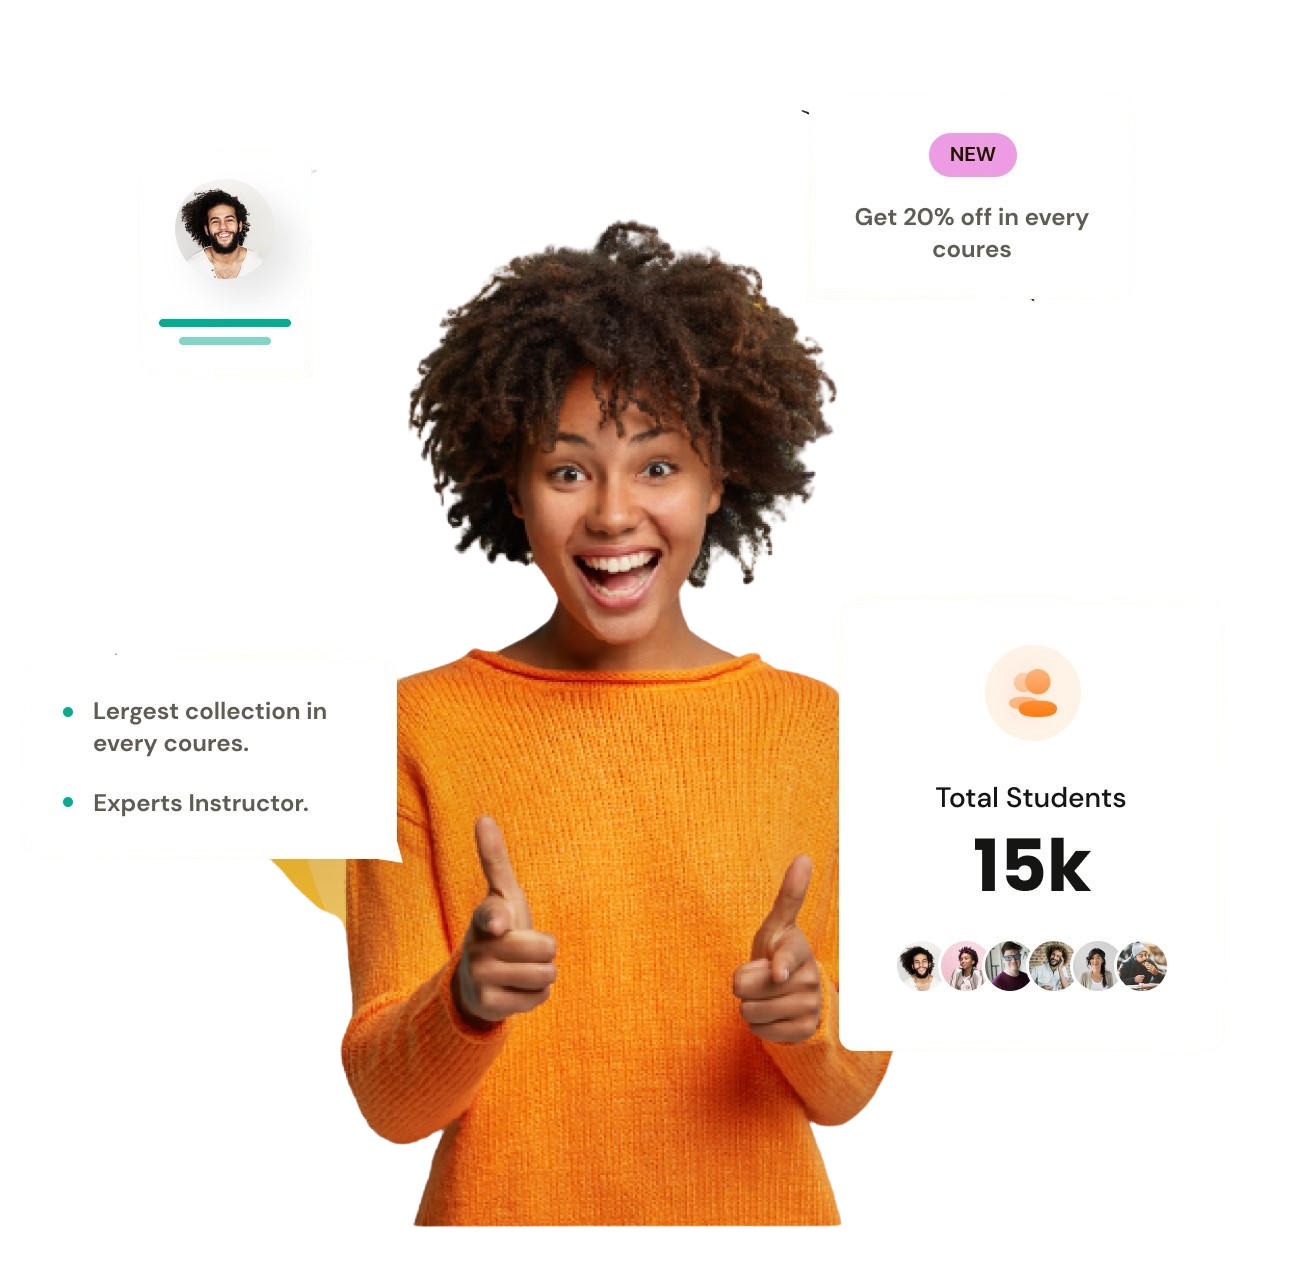 NEW
Get 20% off in every
coures
Lergest collection in
every coures.
Experts Instructor.
Total Students
15k